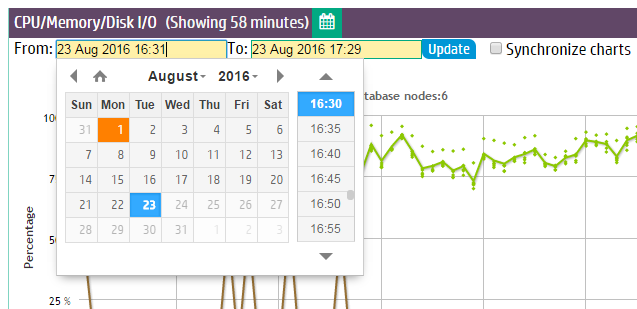 CPU/Memory/Disk I/O (Showing 58 minutes)
From: 23 Aug 2016 16:31 To: 23 Aug 2016 17:29 Update Synchronize charts
August 2016
tabase nodes:6
Sun Mon Tue Wed Thu Fri Sat
31 1 2 3 4 5 6
7 8 9 10 11 12 13
14 15 16 17 18 19 20
21 22 23 24 25 26 27
28 29 30 31 1 2 3
16:30
16:35
16:40
16:45
16:50
16:55
100
7
50
25 %
Percentage